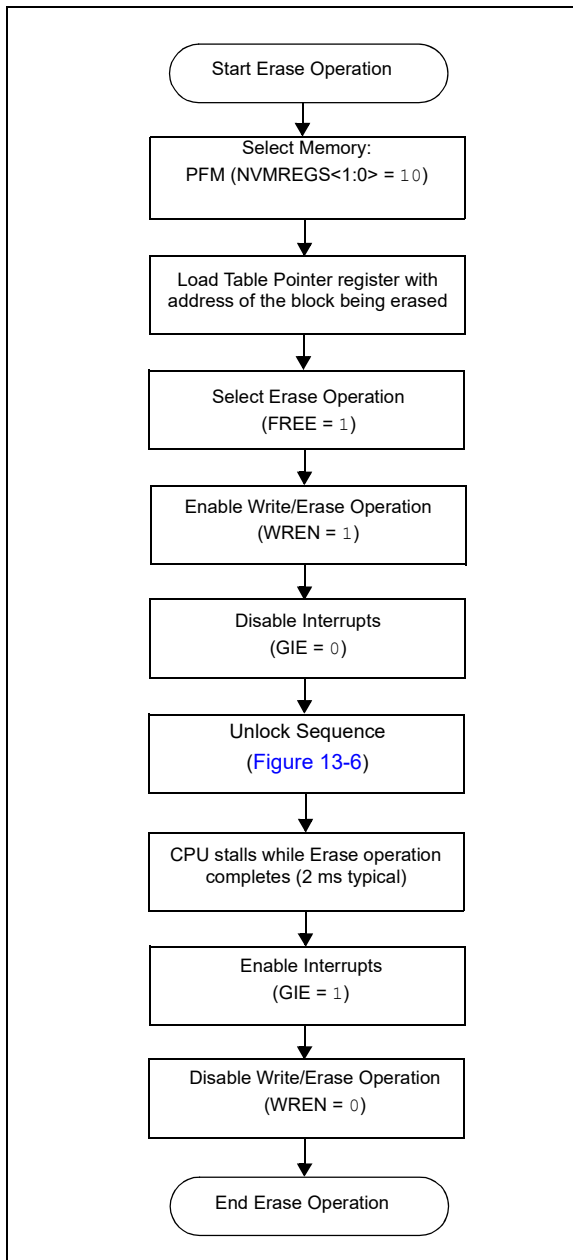 Start Erase Operation
Select Memory:
PFM (NVMREGS<1:0> = 10)
Load Table Pointer register with
address of the block being erased
Select Erase Operation
(FREE = 1)
Enable Write/Erase Operation
(WREN = 1)
Disable Interrupts
(GIE = 0)
Unlock Sequence
(Figure 13-6)
CPU stalls while Erase operation
completes (2 ms typical)
Enable Interrupts
(GIE = 1)
Disable Write/Erase Operation
(WREN = 0)
End Erase Operation